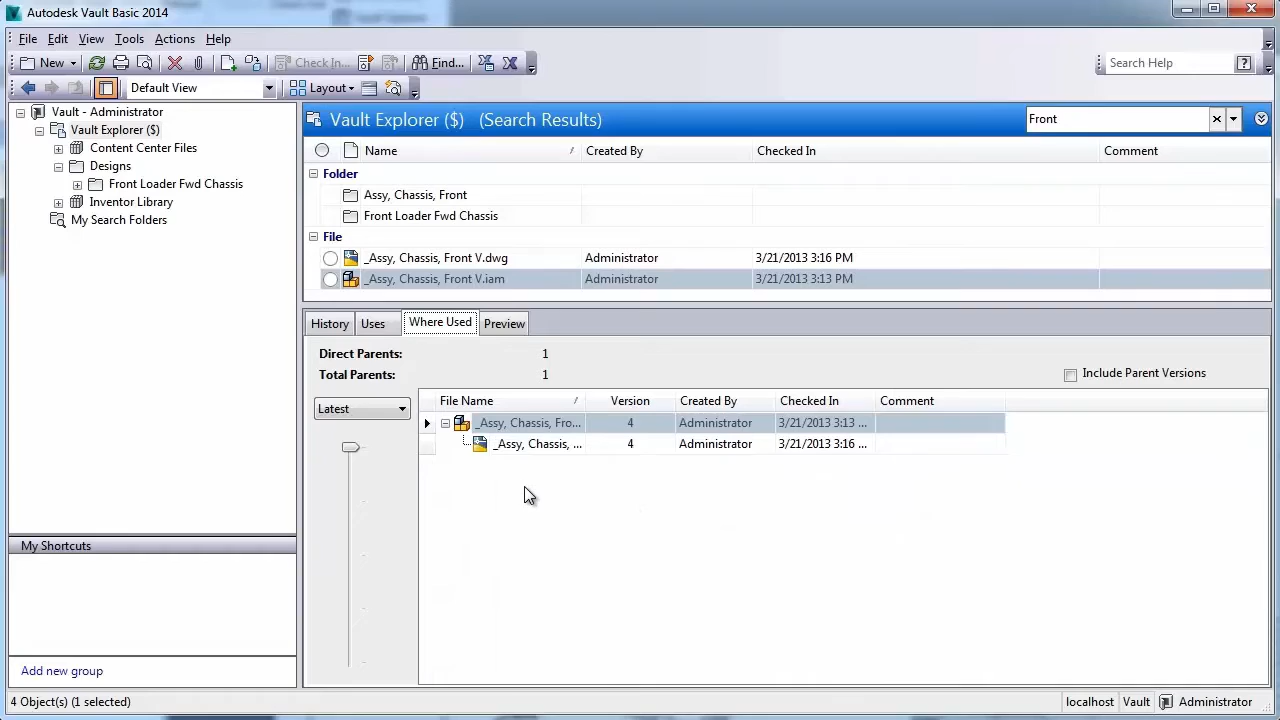 Autodesk Vault Basic 2014
File Edit View Tools Actions Help
New Check In... Find... Search Help
Default View Layout
Vault - Administrator
Vault Explorer ($)
Content Center Files
Designs
Front Loader Fwd Chassis
Inventor Library
My Search Folders
My Shortcuts
Add new group
Vault Explorer ($) (Search Results) Front
Name / Created By Checked In Comment
Folder
Assy, Chassis, Front
Front Loader Fwd Chassis
File
_Assy, Chassis, Front V.dwg Administrator 3/21/2013 3:16 PM
_Assy, Chassis, Front V.iam Administrator 3/21/2013 3:13 PM
History Uses Where Used Preview
Direct Parents: 1
Total Parents: 1
Include Parent Versions
Latest
File Name / Version Created By Checked In Comment
_Assy, Chassis, Fro... 4 Administrator 3/21/2013 3:13 ...
_Assy, Chassis, ... 4 Administrator 3/21/2013 3:16 ...
4 Object(s) (1 selected) localhost Vault Administrator